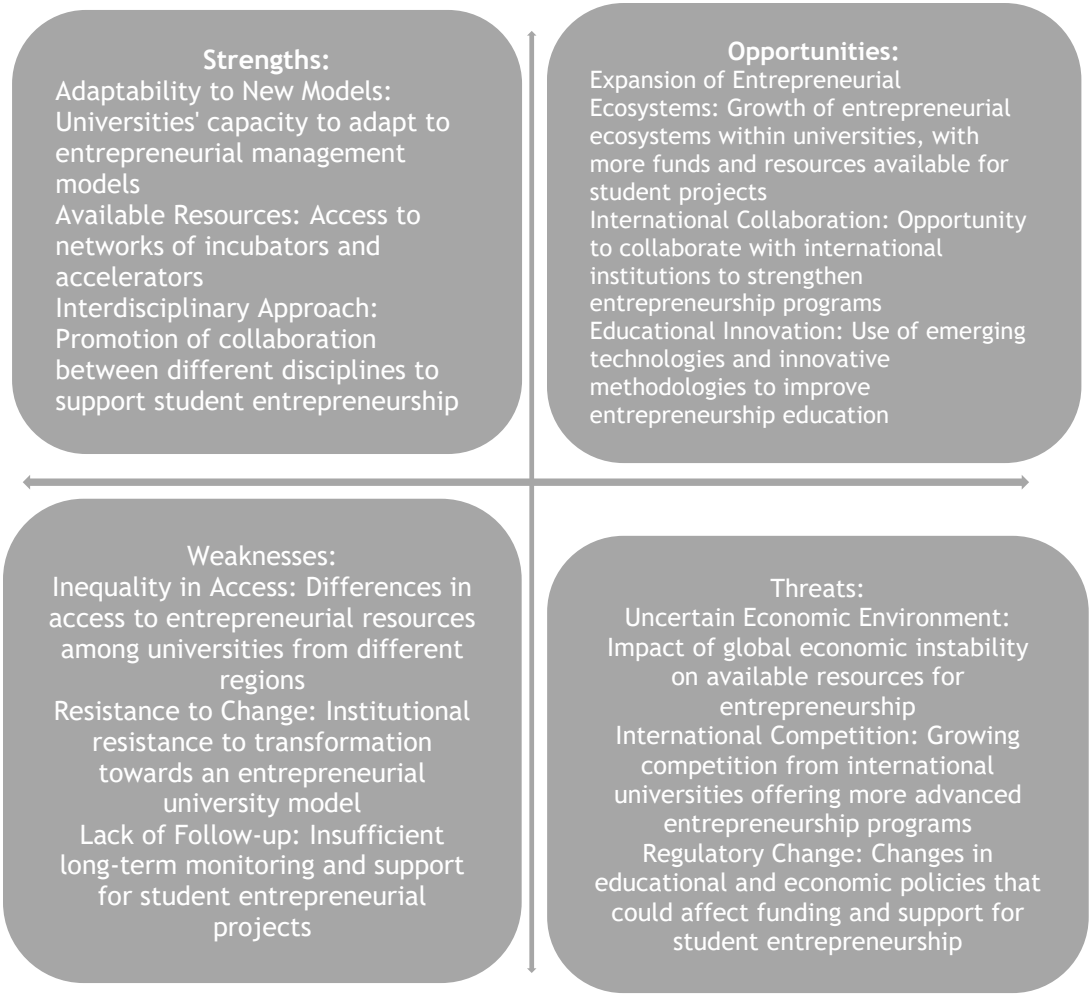 Strengths:
Adaptability to New Models:
Universities' capacity to adapt to
entrepreneurial management
models
Available Resources: Access to
networks of incubators and
accelerators
Interdisciplinary Approach:
Promotion of collaboration
between different disciplines to
support student entrepreneurship
Opportunities:
Expansion of Entrepreneurial
Ecosystems: Growth of entrepreneurial
ecosystems within universities, with
more funds and resources available for
student projects
International Collaboration: Opportunity
to collaborate with international
institutions to strengthen
entrepreneurship programs
Educational Innovation: Use of emerging
technologies and innovative
methodologies to improve
entrepreneurship education
Weaknesses:
Inequality in Access: Differences in
access to entrepreneurial resources
among universities from different
regions
Resistance to Change: Institutional
resistance to transformation
towards an entrepreneurial
university model
Lack of Follow-up: Insufficient
long-term monitoring and support
for student entrepreneurial
projects
Threats:
Uncertain Economic Environment:
Impact of global economic instability
on available resources for
entrepreneurship
International Competition: Growing
competition from international
universities offering more advanced
entrepreneurship programs
Regulatory Change: Changes in
educational and economic policies that
could affect funding and support for
student entrepreneurship